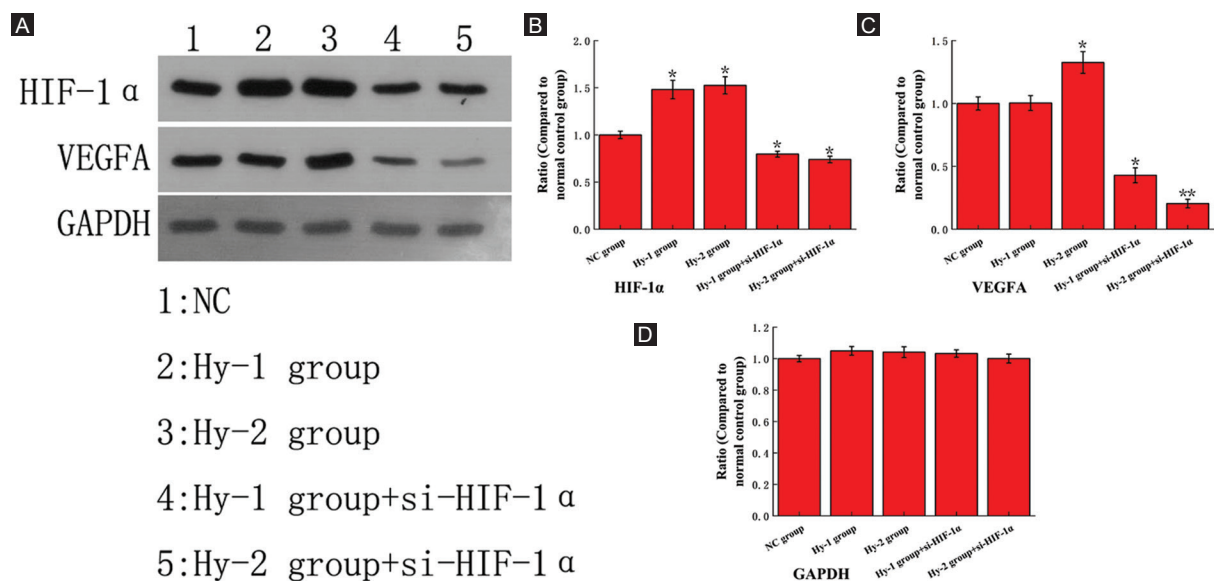 A
1 2 3 4 5
HIF-1 α
VEGFA
GAPDH
1:NC
2:Hy-1 group
3:Hy-2 group
4:Hy-1 group+si-HIF-1 α
5:Hy-2 group+si-HIF-1 α
B
Ratio (Compared to
normal control group)
2.0
1.5
1.0
0.5
0.0
*
*
*
*
NC group
Hy-1 group
Hy-2 group
Hy-1 group+si-HIF-1α
Hy-2 group+si-HIF-1α
HIF-1α
C
Ratio (Compared to
normal control group)
1.5
1.0
0.5
0.0
*
*
**
NC group
Hy-1 group
Hy-2 group
Hy-1 group+si-HIF-1α
Hy-2 group+si-HIF-1α
VEGFA
D
Ratio (Compared to
normal control group)
1.2
1.0
0.8
0.6
0.4
0.2
0.0
NC group
Hy-1 group
Hy-2 group
Hy-1 group+si-HIF-1α
Hy-2 group+si-HIF-1α
GAPDH